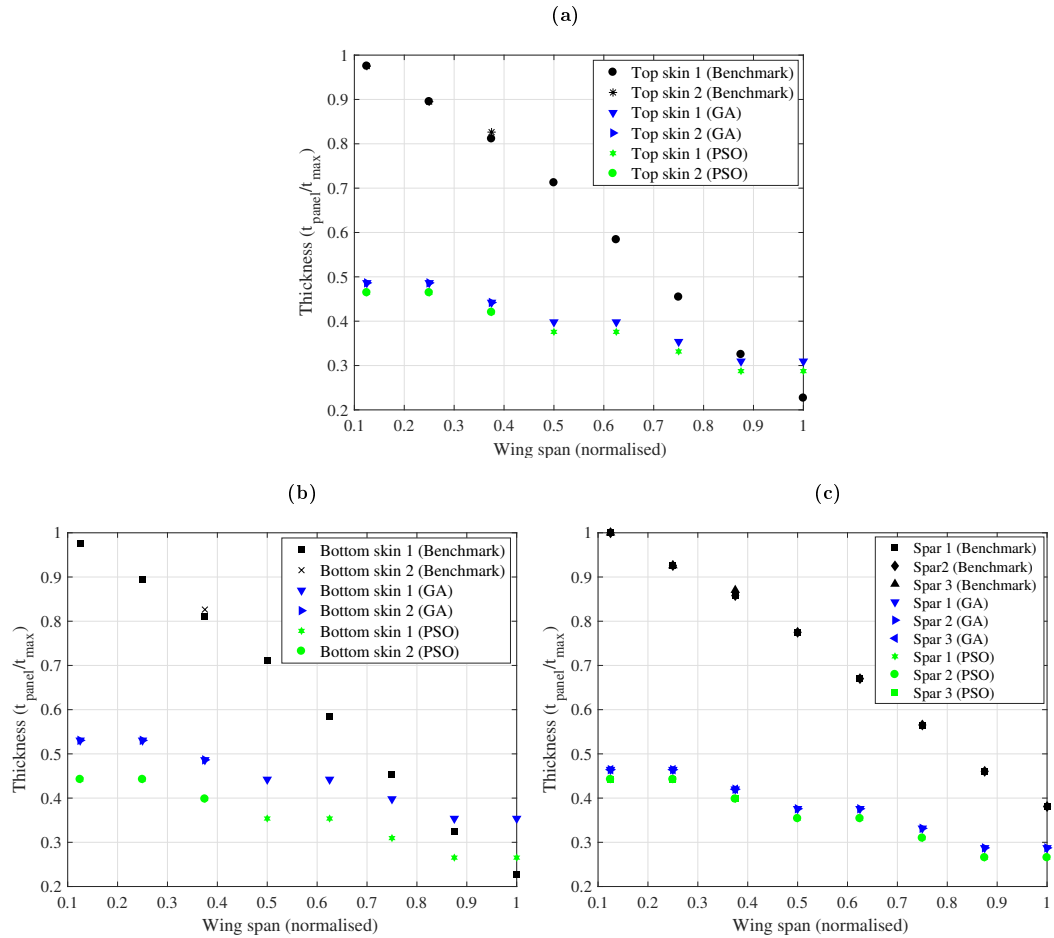 (a)
1
0.9
0.8
0.7
0.6
0.5
0.4
0.3
0.2
Thickness (t_panel/t_max)
Top skin 1 (Benchmark)
Top skin 2 (Benchmark)
Top skin 1 (GA)
Top skin 2 (GA)
Top skin 1 (PSO)
Top skin 2 (PSO)
0.1 0.2 0.3 0.4 0.5 0.6 0.7 0.8 0.9 1
Wing span (normalised)
(b)
1
0.9
0.8
0.7
0.6
0.5
0.4
0.3
0.2
Thickness (t_panel/t_max)
Bottom skin 1 (Benchmark)
Bottom skin 2 (Benchmark)
Bottom skin 1 (GA)
Bottom skin 2 (GA)
Bottom skin 1 (PSO)
Bottom skin 2 (PSO)
0.1 0.2 0.3 0.4 0.5 0.6 0.7 0.8 0.9 1
Wing span (normalised)
(c)
1
0.9
0.8
0.7
0.6
0.5
0.4
0.3
0.2
Thickness (t_panel/t_max)
Spar 1 (Benchmark)
Spar2 (Benchmark)
Spar 3 (Benchmark)
Spar 1 (GA)
Spar 2 (GA)
Spar 3 (GA)
Spar 1 (PSO)
Spar 2 (PSO)
Spar 3 (PSO)
0.1 0.2 0.3 0.4 0.5 0.6 0.7 0.8 0.9 1
Wing span (normalised)